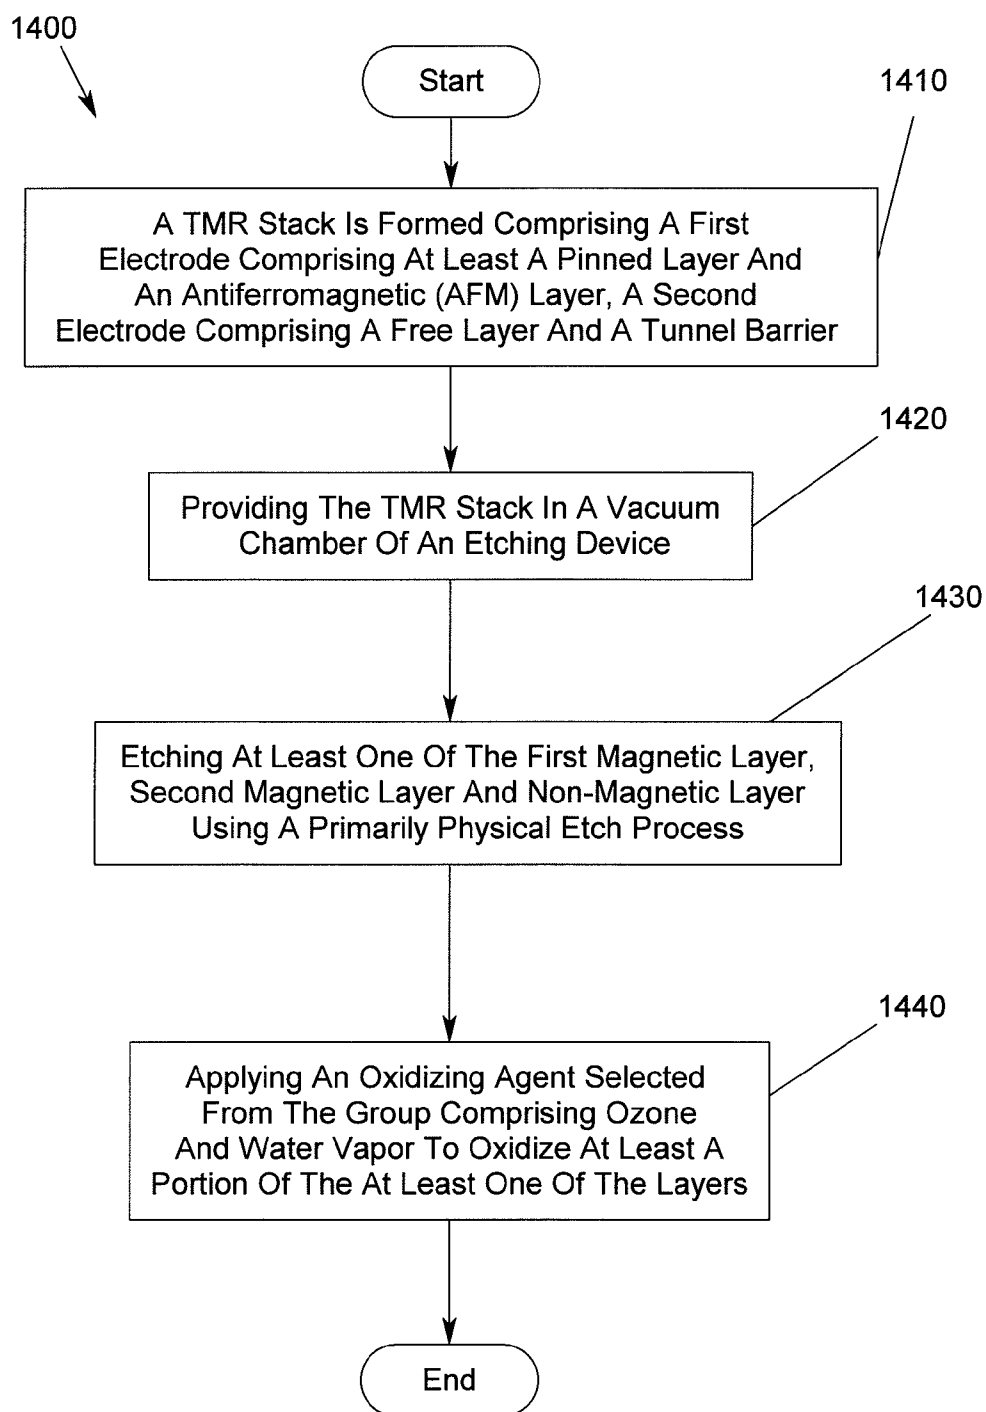 1400
Start
1410
A TMR Stack Is Formed Comprising A First
Electrode Comprising At Least A Pinned Layer And
An Antiferromagnetic (AFM) Layer, A Second
Electrode Comprising A Free Layer And A Tunnel Barrier
1420
Providing The TMR Stack In A Vacuum
Chamber Of An Etching Device
1430
Etching At Least One Of The First Magnetic Layer,
Second Magnetic Layer And Non-Magnetic Layer
Using A Primarily Physical Etch Process
1440
Applying An Oxidizing Agent Selected
From The Group Comprising Ozone
And Water Vapor To Oxidize At Least A
Portion Of The At Least One Of The Layers
End